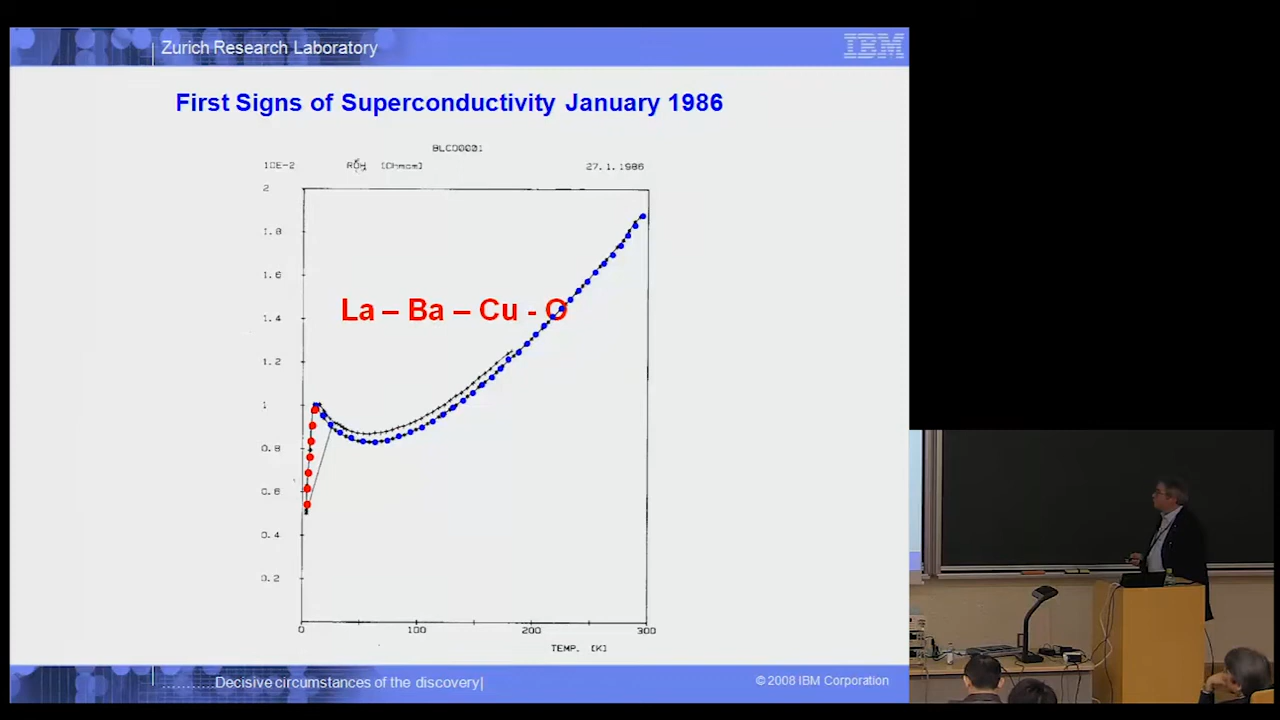 Zurich Research Laboratory
IBM
First Signs of Superconductivity January 1986
BLCO0001
10E-2 ROH [Ohmcm] 27.1.1986
2
1.8
1.6
1.4
1.2
1
0.8
0.6
0.4
0.2
La – Ba – Cu - O
0 100 200 300
TEMP. [K]
.......... Decisive circumstances of the discovery|
© 2008 IBM Corporation